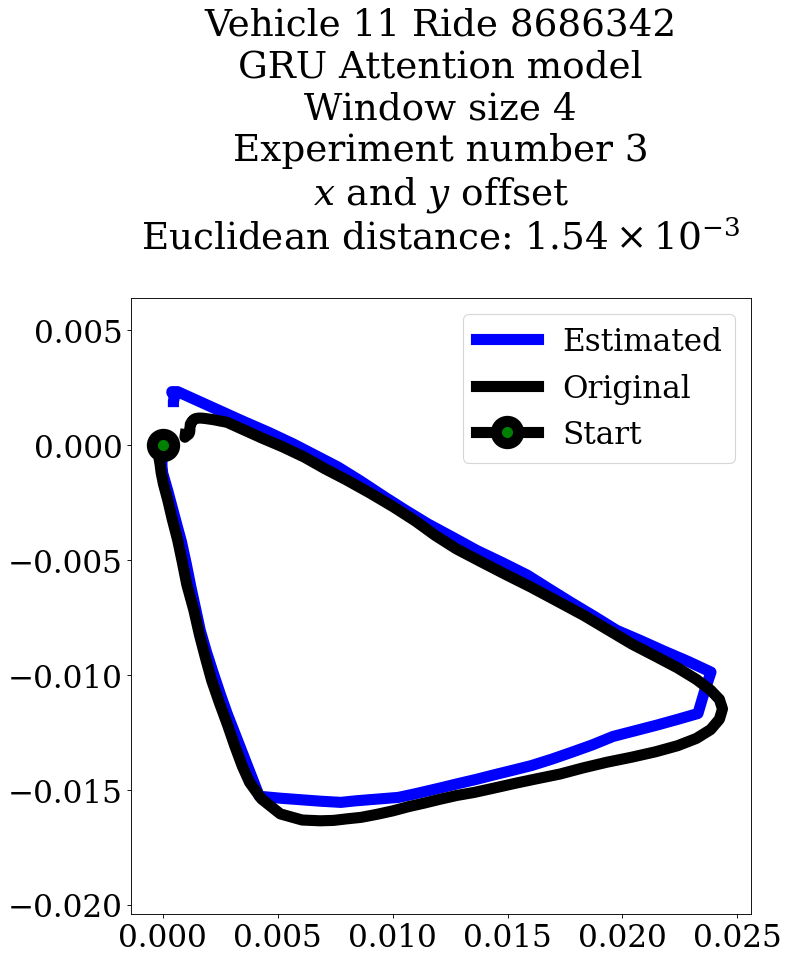 Vehicle 11 Ride 8686342
GRU Attention model
Window size 4
Experiment number 3
x and y offset
Euclidean distance: 1.54 × 10⁻³
Estimated
Original
Start
0.005
0.000
−0.005
−0.010
−0.015
−0.020
0.000 0.005 0.010 0.015 0.020 0.025